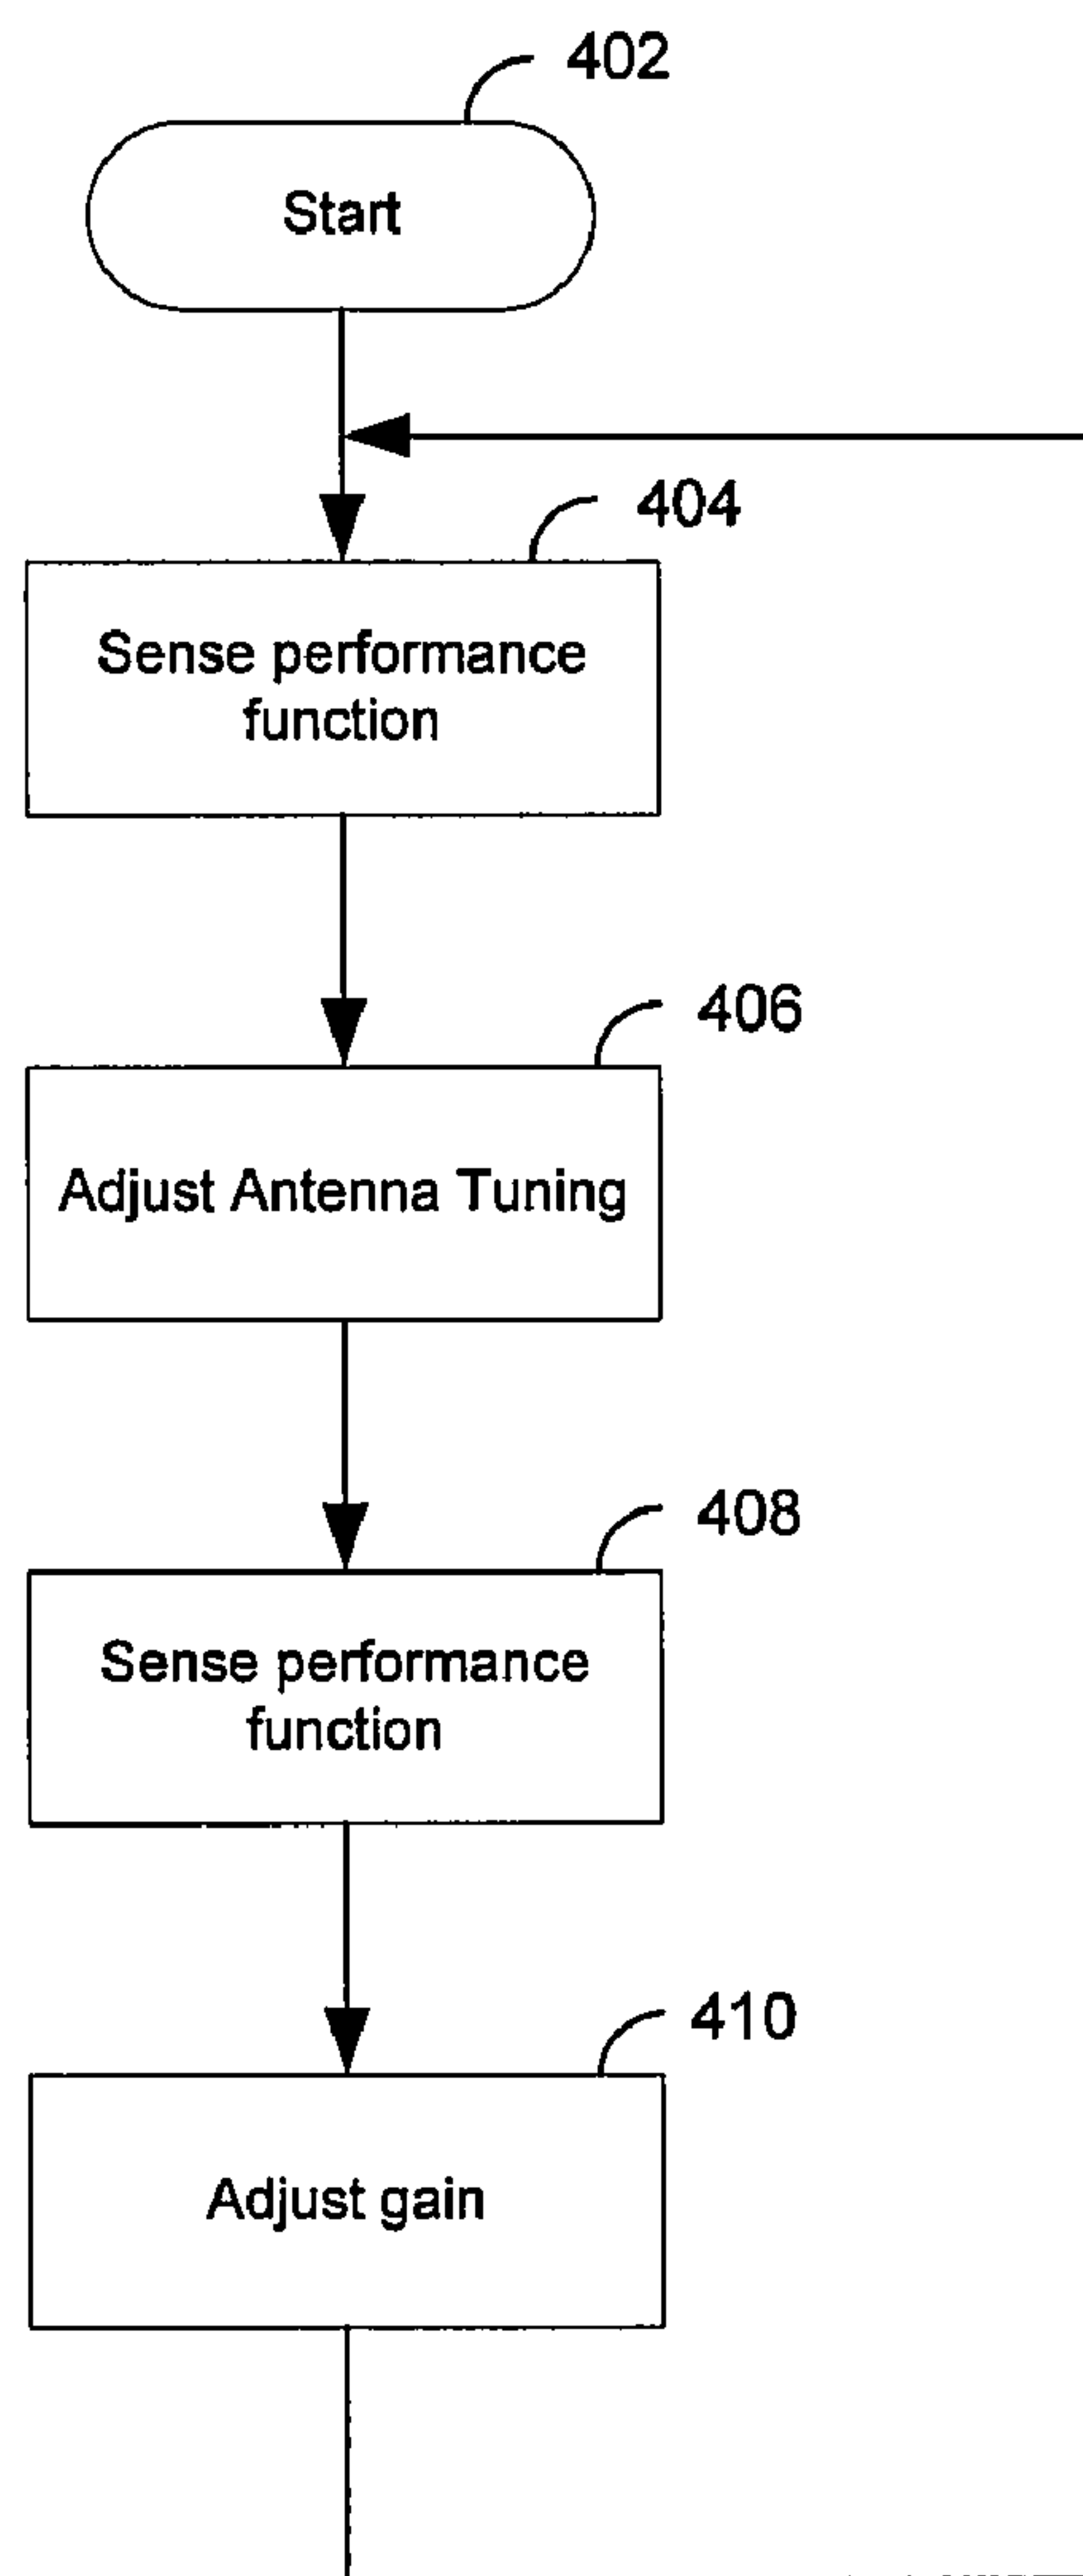 402
Start
404
Sense performance
function
406
Adjust Antenna Tuning
408
Sense performance
function
410
Adjust gain